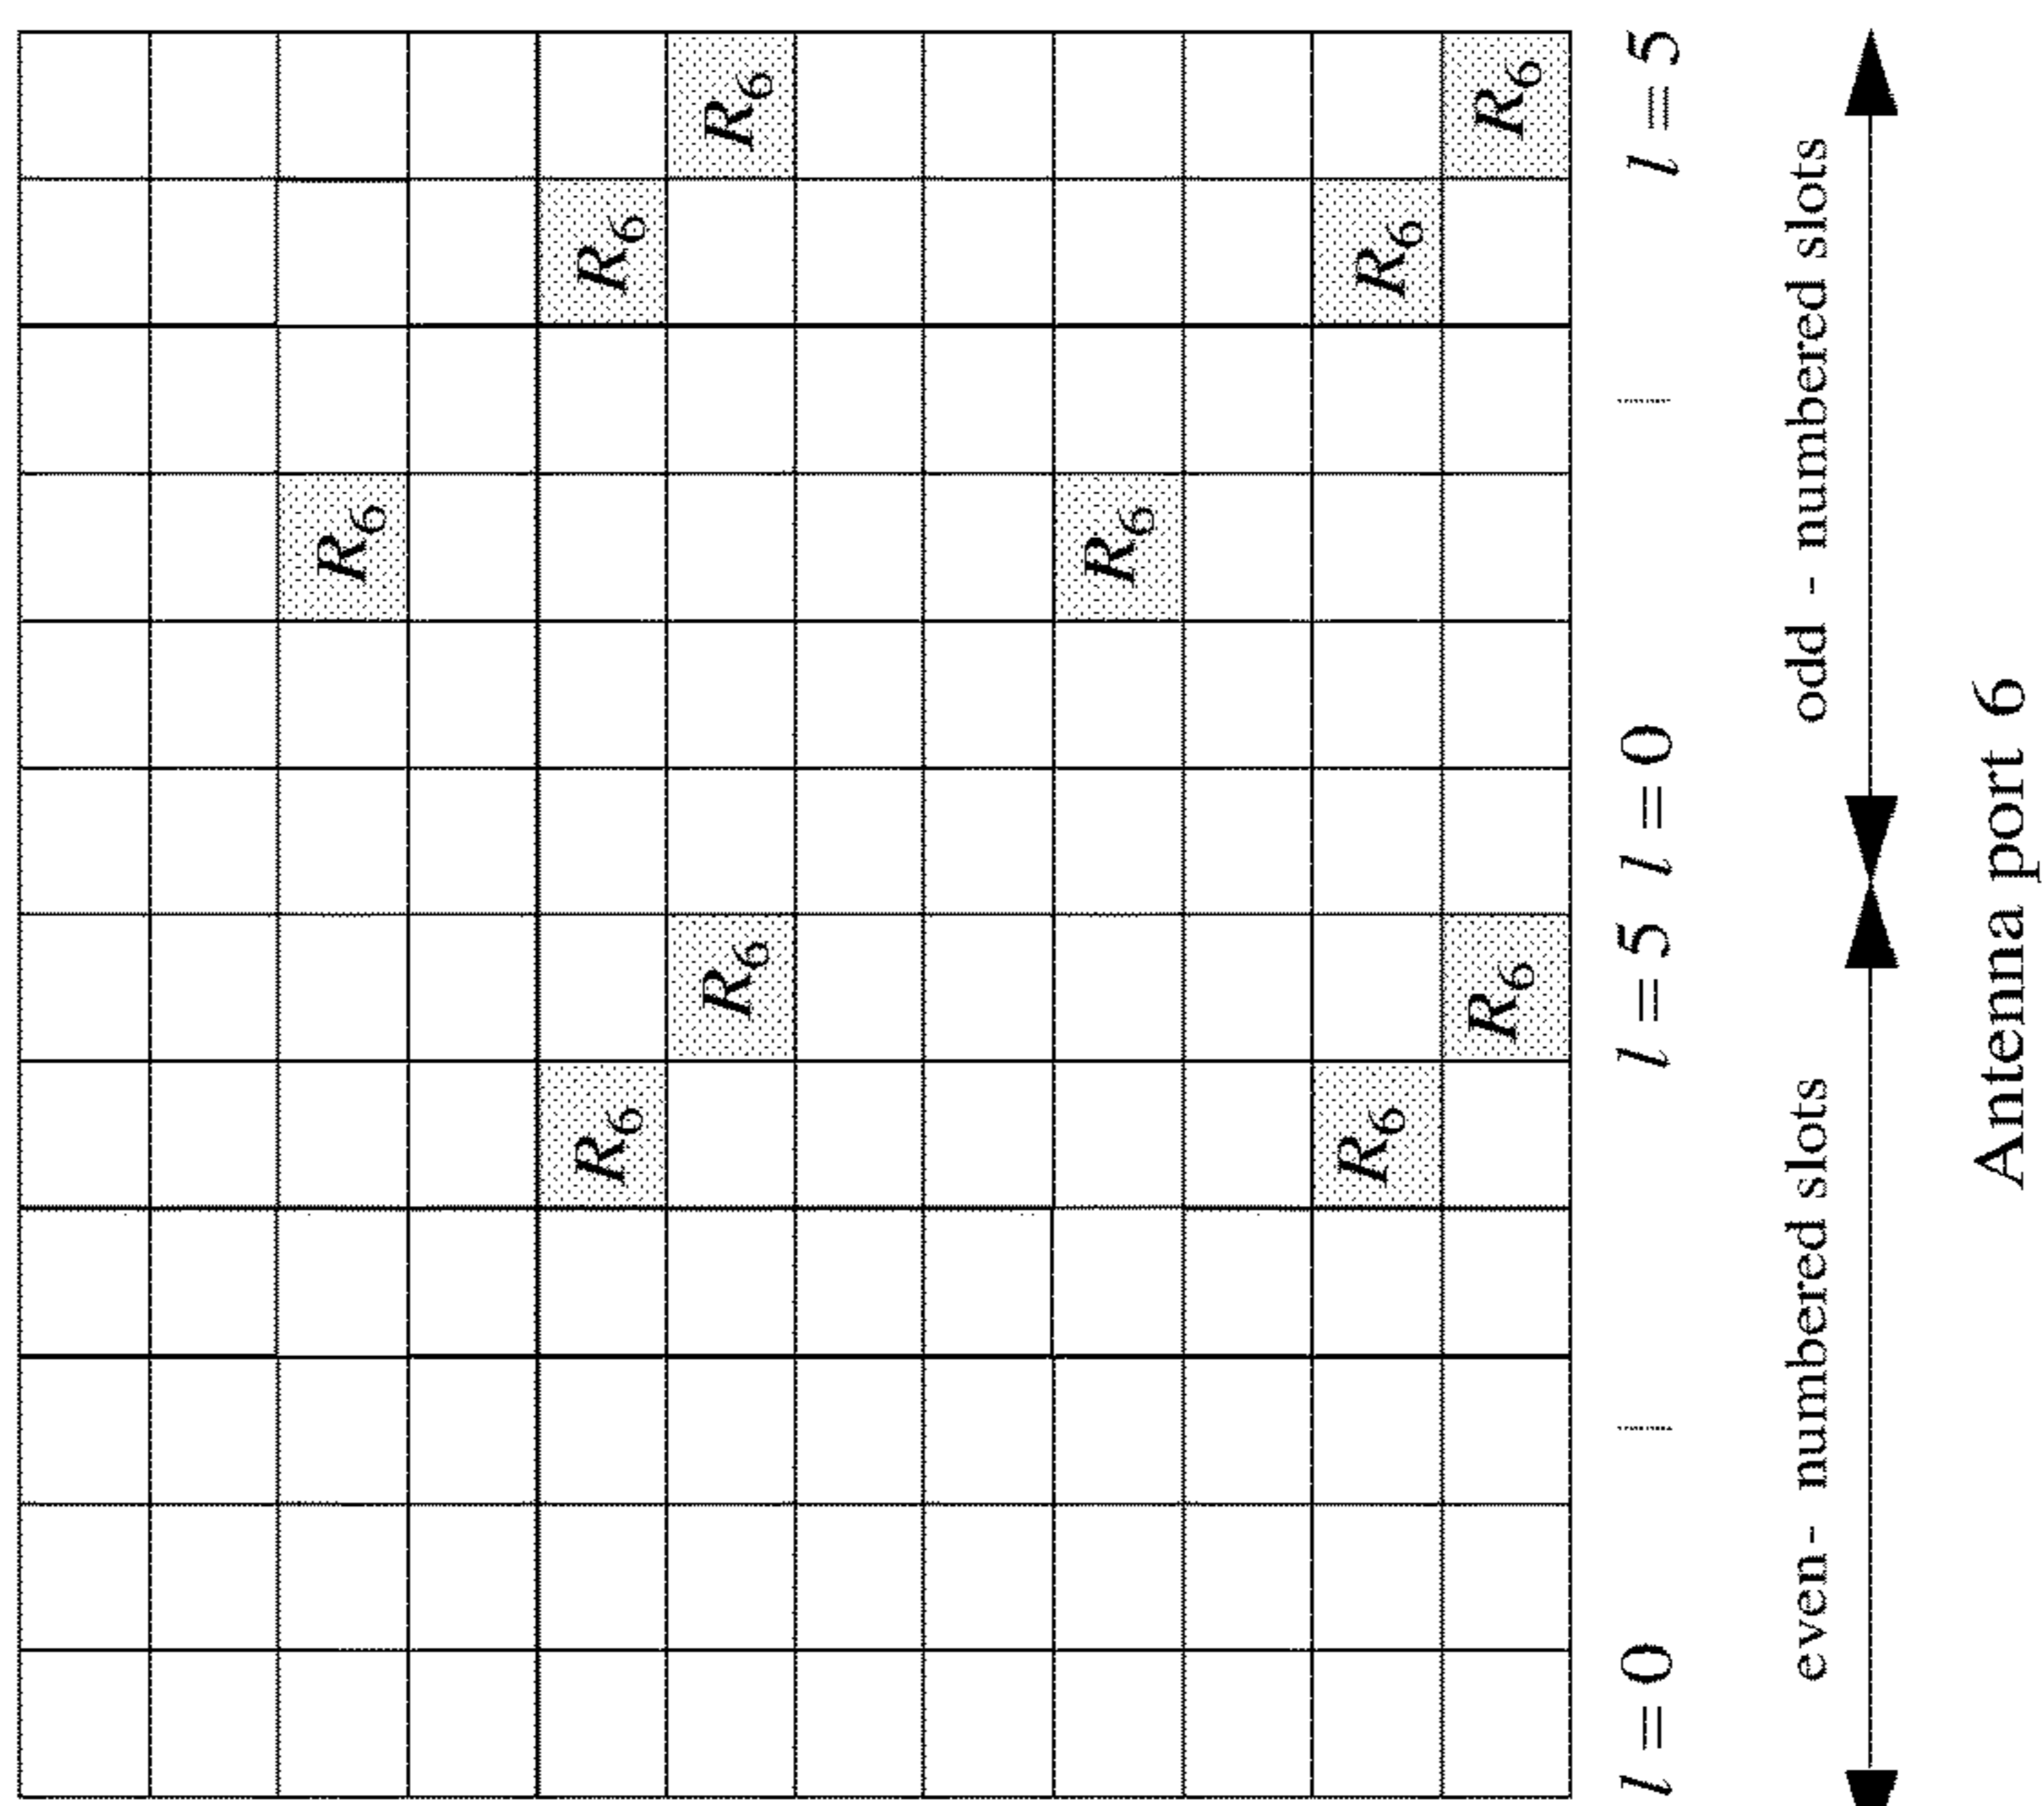 R6
R6 R6
R6 R6
R6
R6 R6
R6 R6
l = 0 l = 5 l = 0 l = 5
even- numbered slots odd - numbered slots
Antenna port 6